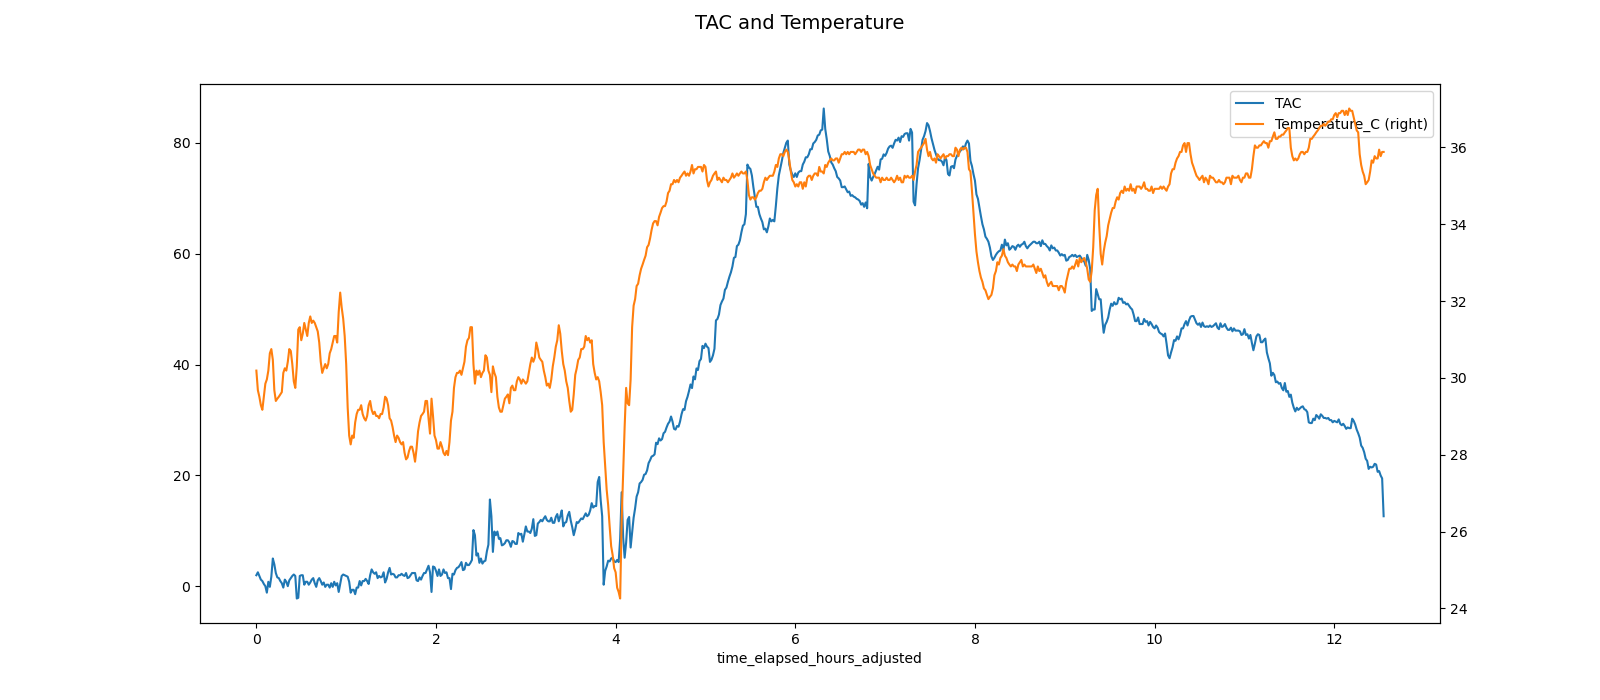 TAC and Temperature
TAC
Temperature_C (right)
80
60
40
20
0
36
34
32
30
28
26
24
0 2 4 6 8 10 12
time_elapsed_hours_adjusted